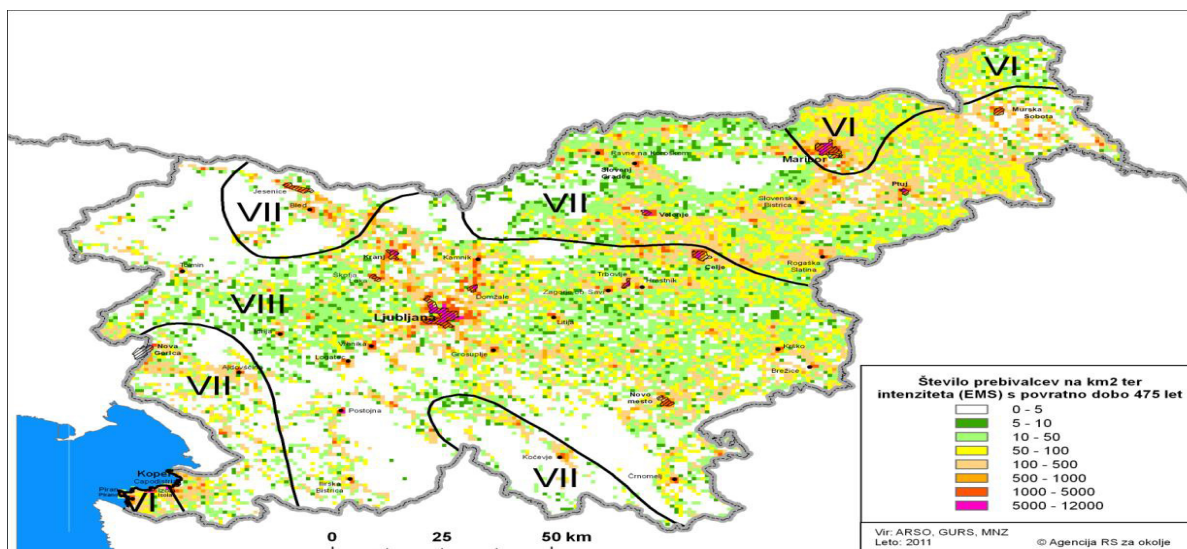 VI
Murska
Sobota
VI
Maribor
Ravne na Koroškem
Slovenj
Gradec
Ptuj
Jesenice
Bled
VII
VII
Velenje
Slovenska
Bistrica
Kranj
Kamnik
Celje
Rogaška
Slatina
Tolmin
Škofja
Loka
Trbovlje
Hrastnik
Zagorje ob Savi
Domžale
VIII
Ljubljana
Litija
Idrija
Vrhnika
Nova
Gorica
Logatec
Grosuplje
Krško
Ajdovščina
Brežice
VII
Novo
mesto
Postojna
Kočevje
VII
Črnomelj
Koper
Capodistria
Ilirska
Bistrica
Piran
Izola
VI
0 25 50 km
Število prebivalcev na km2 ter
intenziteta (EMS) s povratno dobo 475 let
0 - 5
5 - 10
10 - 50
50 - 100
100 - 500
500 - 1000
1000 - 5000
5000 - 12000
Vir: ARSO, GURS, MNZ
Leto: 2011 © Agencija RS za okolje